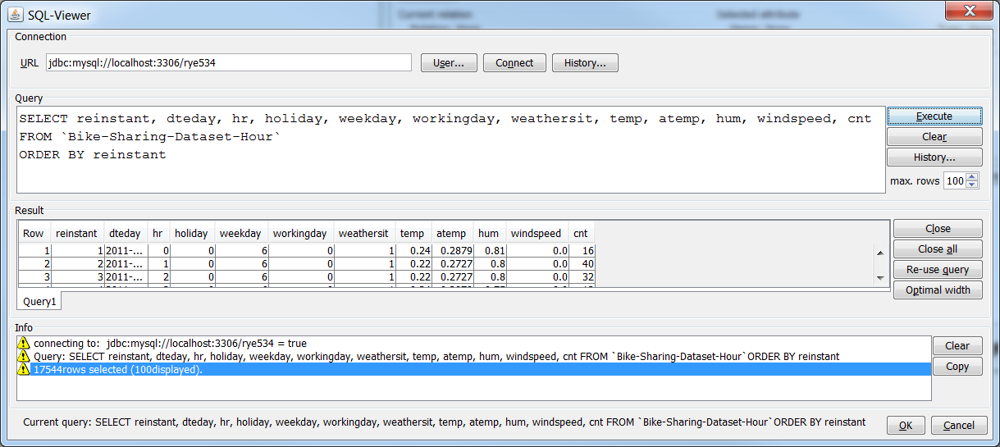 Current relation
Selected attribute
SQL-Viewer
Connection
URL jdbc:mysql://localhost:3306/rye534 User... Connect History...
Query
SELECT reinstant, dteday, hr, holiday, weekday, workingday, weathersit, temp, atemp, hum, windspeed, cnt
FROM `Bike-Sharing-Dataset-Hour`
ORDER BY reinstant
Execute
Clear
History...
max. rows 100
Result
Row reinstant dteday hr holiday weekday workingday weathersit temp atemp hum windspeed cnt
1 1 2011-... 0 0 6 0 1 0.24 0.2879 0.81 0.0 16
2 2 2011-... 1 0 6 0 1 0.22 0.2727 0.8 0.0 40
3 3 2011-... 2 0 6 0 1 0.22 0.2727 0.8 0.0 32
Close
Close all
Re-use query
Optimal width
Query1
Info
connecting to: jdbc:mysql://localhost:3306/rye534 = true
Query: SELECT reinstant, dteday, hr, holiday, weekday, workingday, weathersit, temp, atemp, hum, windspeed, cnt FROM `Bike-Sharing-Dataset-Hour`ORDER BY reinstant
17544rows selected (100displayed).
Clear
Copy
Current query: SELECT reinstant, dteday, hr, holiday, weekday, workingday, weathersit, temp, atemp, hum, windspeed, cnt FROM `Bike-Sharing-Dataset-Hour`ORDER BY reinstant
OK Cancel